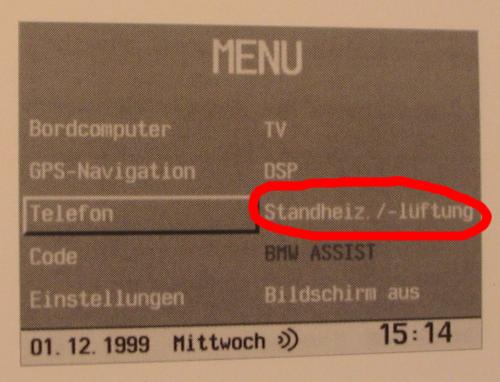 MENU
Bordcomputer TV
GPS-Navigation DSP
Telefon Standheiz./-lüftung
Code BMW ASSIST
Einstellungen Bildschirm aus
01.12.1999 Mittwoch 15:14